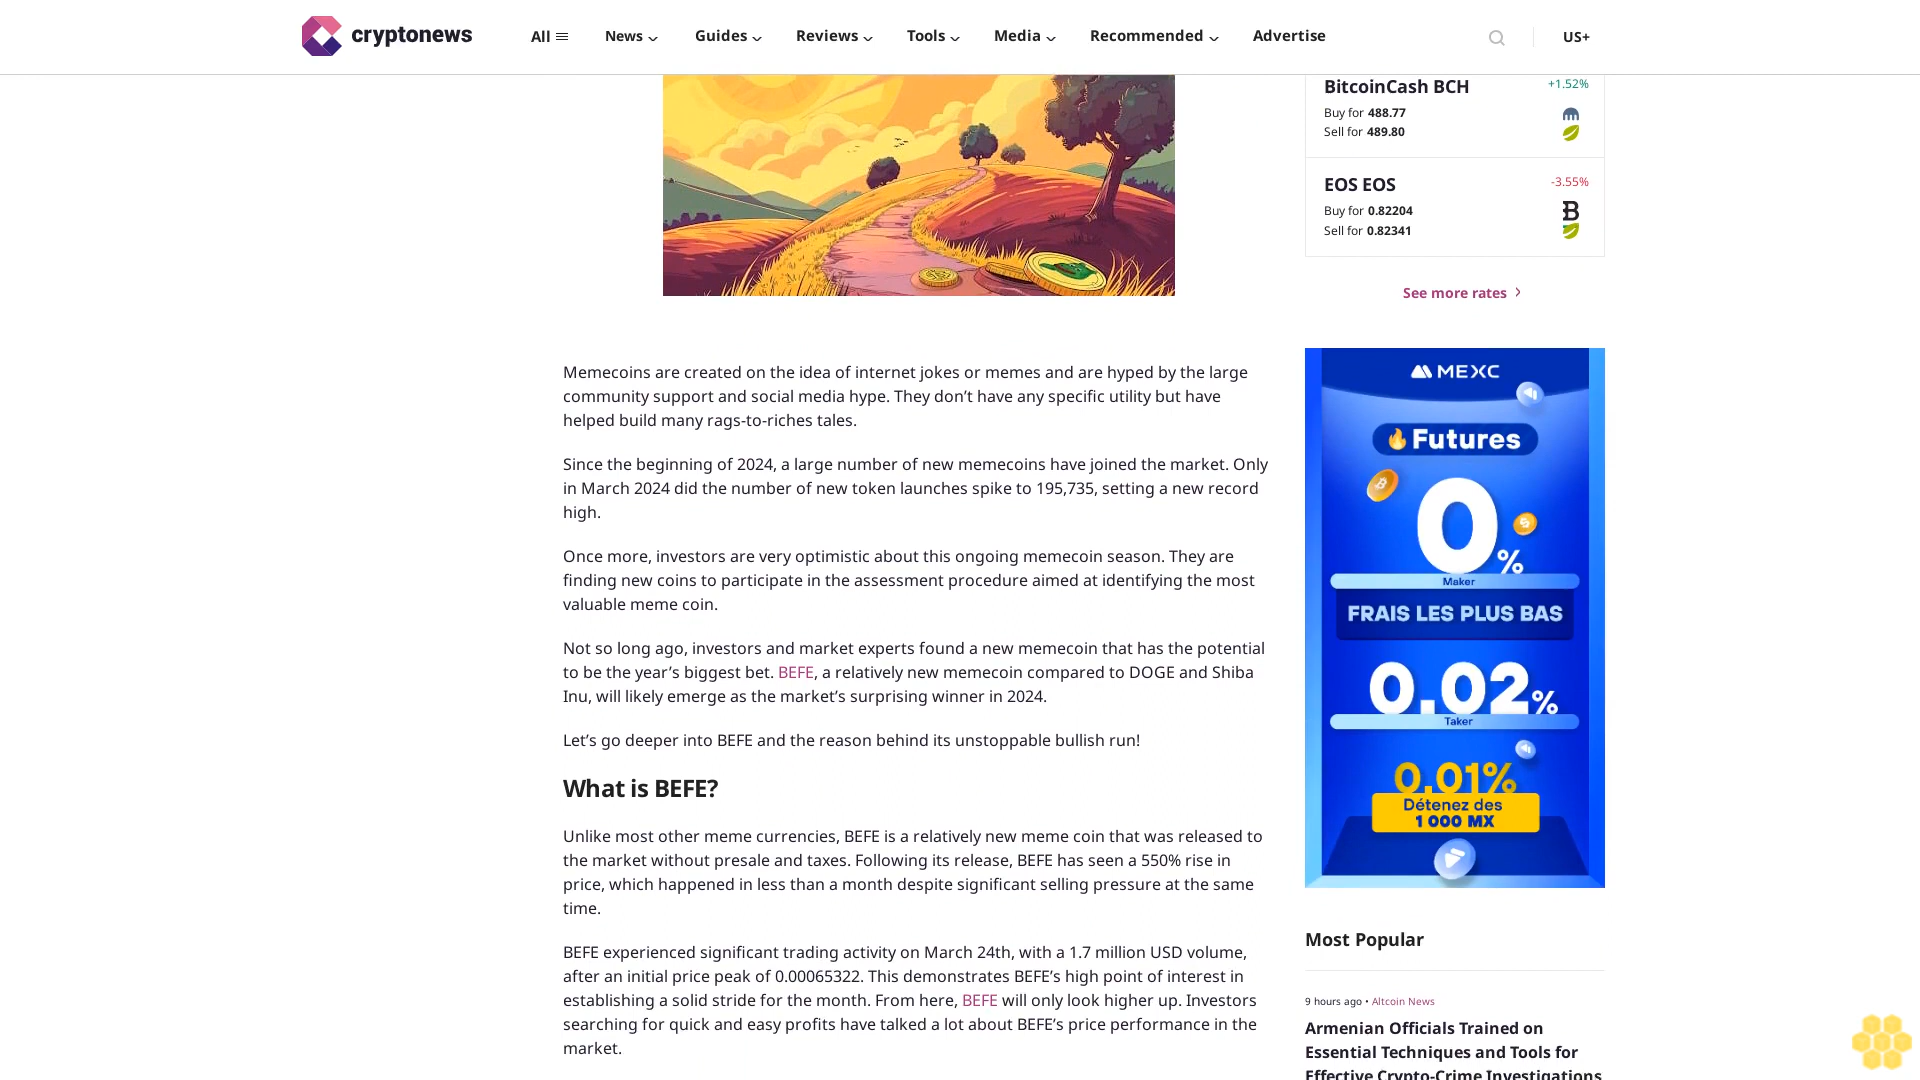 cryptonews
All
News
Guides
Reviews
Tools
Media
Recommended
Advertise
US+
BitcoinCash BCH
+1.52%
Buy for 488.77
Sell for 489.80
EOS EOS
-3.55%
Buy for 0.82204
Sell for 0.82341
See more rates
Memecoins are created on the idea of internet jokes or memes and are hyped by the large
community support and social media hype. They don’t have any specific utility but have
helped build many rags-to-riches tales.
Since the beginning of 2024, a large number of new memecoins have joined the market. Only
in March 2024 did the number of new token launches spike to 195,735, setting a new record
high.
Once more, investors are very optimistic about this ongoing memecoin season. They are
finding new coins to participate in the assessment procedure aimed at identifying the most
valuable meme coin.
Not so long ago, investors and market experts found a new memecoin that has the potential
to be the year’s biggest bet. BEFE, a relatively new memecoin compared to DOGE and Shiba
Inu, will likely emerge as the market’s surprising winner in 2024.
Let’s go deeper into BEFE and the reason behind its unstoppable bullish run!
What is BEFE?
Unlike most other meme currencies, BEFE is a relatively new meme coin that was released to
the market without presale and taxes. Following its release, BEFE has seen a 550% rise in
price, which happened in less than a month despite significant selling pressure at the same
time.
BEFE experienced significant trading activity on March 24th, with a 1.7 million USD volume,
after an initial price peak of 0.00065322. This demonstrates BEFE’s high point of interest in
establishing a solid stride for the month. From here, BEFE will only look higher up. Investors
searching for quick and easy profits have talked a lot about BEFE’s price performance in the
market.
MEXC
Futures
0%
Maker
FRAIS LES PLUS BAS
0.02%
Taker
0.01%
Détenez des
1 000 MX
Most Popular
9 hours ago • Altcoin News
Armenian Officials Trained on
Essential Techniques and Tools for
Effective Crypto-Crime Investigations